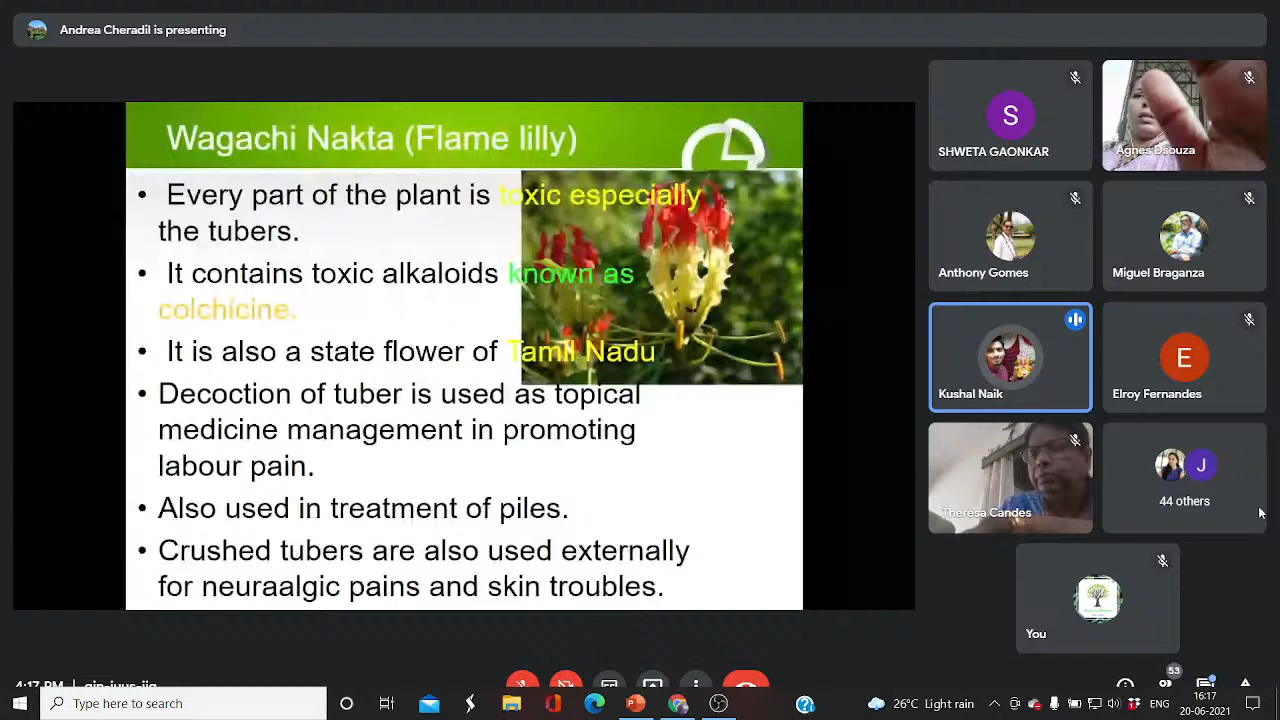 Andrea Cheradil is presenting
Wagachi Nakta (Flame lilly)
• Every part of the plant is toxic especially
the tubers.
• It contains toxic alkaloids known as
colchicine.
• It is also a state flower of Tamil Nadu
• Decoction of tuber is used as topical
medicine management in promoting
labour pain.
• Also used in treatment of piles.
• Crushed tubers are also used externally
for neuraalgic pains and skin troubles.
S
SHWETA GAONKAR
Agnes Dsouza
Anthony Gomes
Miguel Braganza
Kushal Naik
E
Elroy Fernandes
Theresa Candes
J
44 others
You
53
4:17 PM
Type here to search
26°C Light rain
16:17
20-06-2021